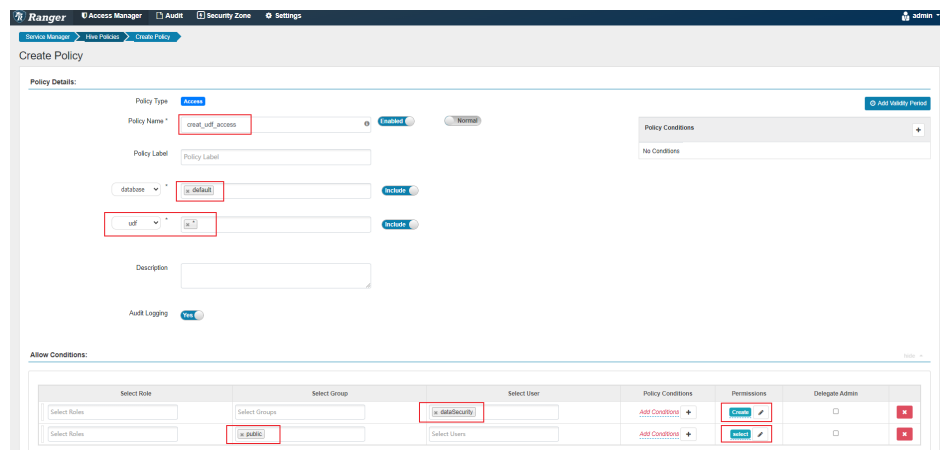 Ranger Access Manager Audit Security Zone Settings admin
Service Manager Hive Policies Create Policy
Create Policy
Policy Details:
Policy Type Access Add Validity Period
Policy Name * creat_udf_access Enabled Normal
Policy Conditions +
Policy Label Policy Label
No Conditions
database * default Include
udf * * Include
Description
Audit Logging Yes
Allow Conditions:
Select Role Select Group Select User Policy Conditions Permissions Delegate Admin
Select Roles Select Groups dataSecurity Add Conditions + Create
Select Roles public Select Users Add Conditions + select